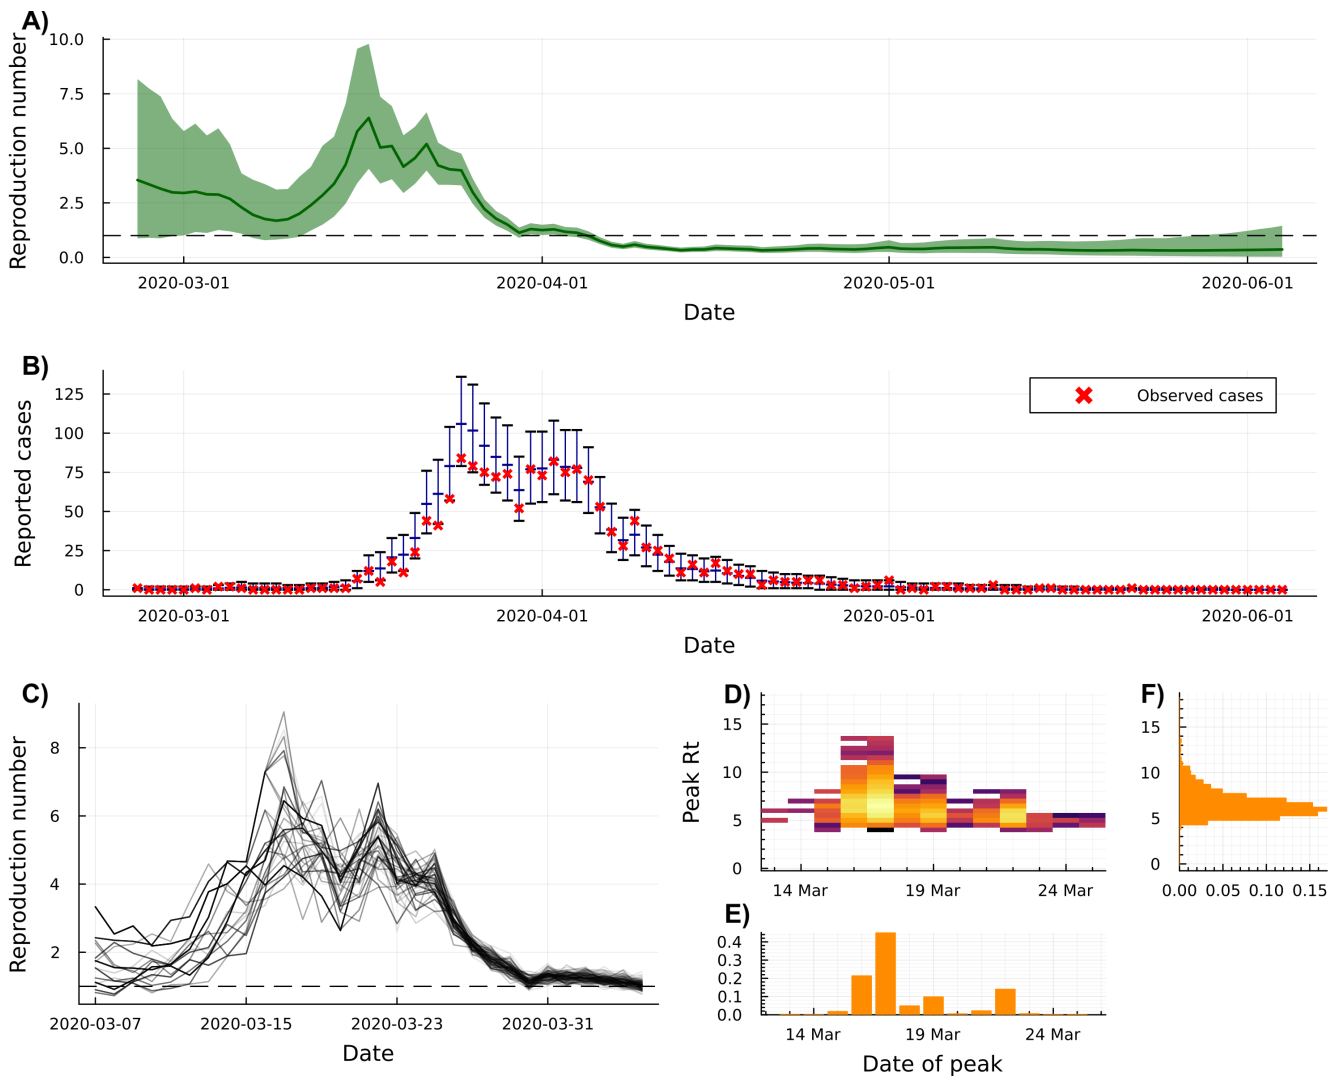 A)
Reproduction number
10.0
7.5
5.0
2.5
0.0
2020-03-01 2020-04-01 2020-05-01 2020-06-01
Date
B)
Reported cases
125
100
75
50
25
0
Observed cases
2020-03-01 2020-04-01 2020-05-01 2020-06-01
Date
C)
Reproduction number
8
6
4
2
2020-03-07 2020-03-15 2020-03-23 2020-03-31
Date
D)
Peak Rt
15
10
5
0
14 Mar 19 Mar 24 Mar
F)
15
10
5
0
0.00 0.05 0.10 0.15
E)
0.4
0.3
0.2
0.1
0.0
14 Mar 19 Mar 24 Mar
Date of peak